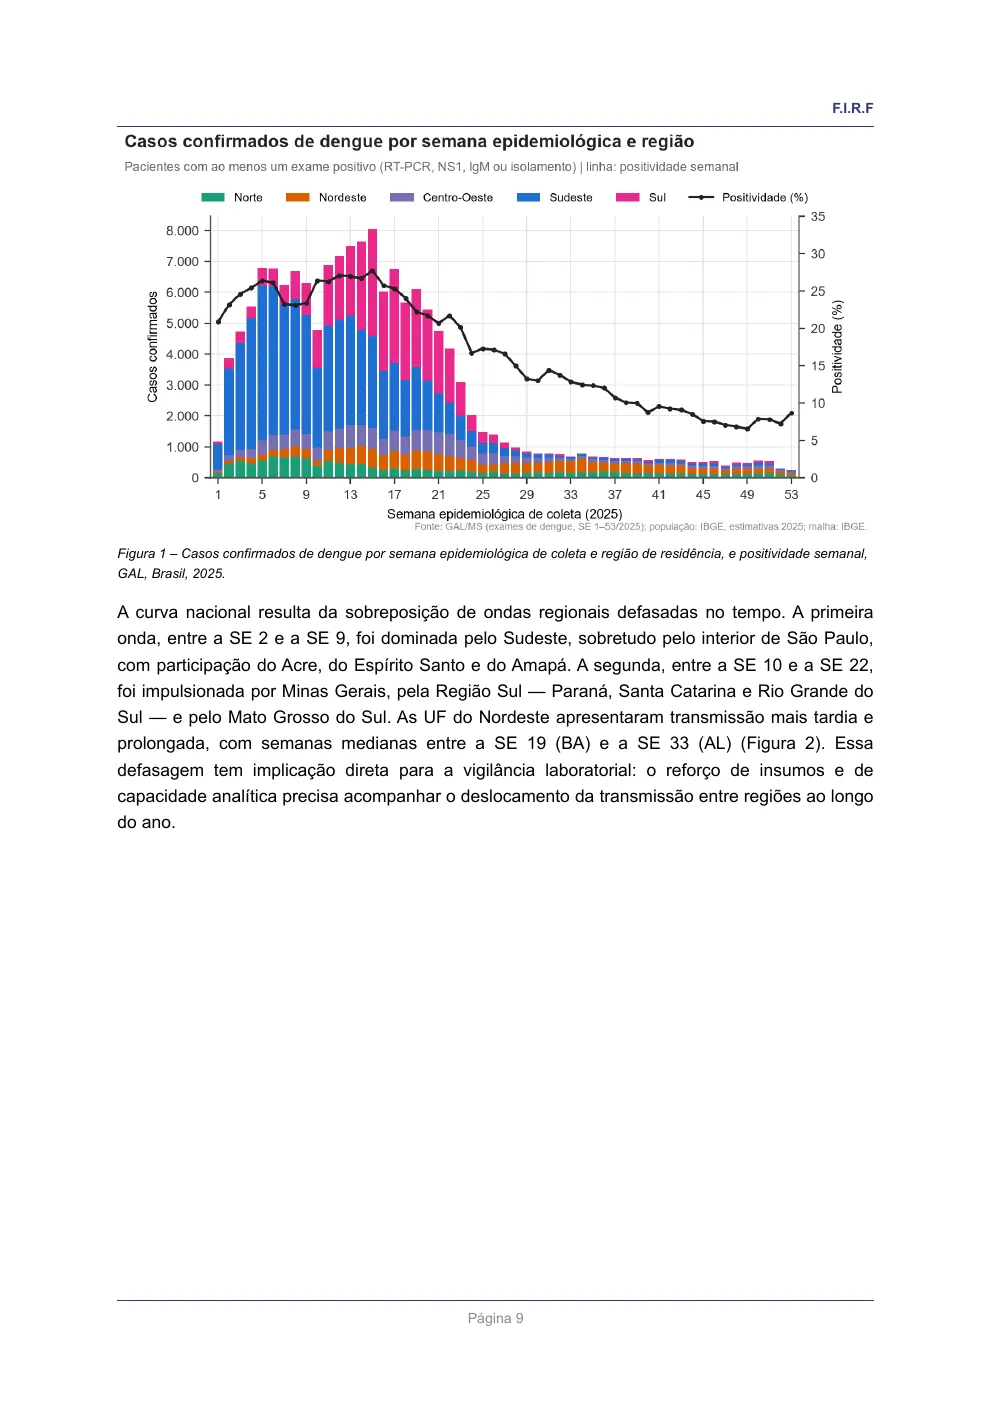 F.I.R.F
Casos confirmados de dengue por semana epidemiológica e região
Pacientes com ao menos um exame positivo (RT-PCR, NS1, IgM ou isolamento) | linha: positividade semanal
Norte Nordeste Centro-Oeste Sudeste Sul Positividade (%)
8.000
7.000
6.000
5.000
4.000
3.000
2.000
1.000
0
Casos confirmados
35
30
25
20
15
10
5
0
Positividade (%)
1 5 9 13 17 21 25 29 33 37 41 45 49 53
Semana epidemiológica de coleta (2025)
Fonte: GAL/MS (exames de dengue, SE 1–53/2025); população: IBGE, estimativas 2025; malha: IBGE.
Figura 1 – Casos confirmados de dengue por semana epidemiológica de coleta e região de residência, e positividade semanal,
GAL, Brasil, 2025.
A curva nacional resulta da sobreposição de ondas regionais defasadas no tempo. A primeira
onda, entre a SE 2 e a SE 9, foi dominada pelo Sudeste, sobretudo pelo interior de São Paulo,
com participação do Acre, do Espírito Santo e do Amapá. A segunda, entre a SE 10 e a SE 22,
foi impulsionada por Minas Gerais, pela Região Sul — Paraná, Santa Catarina e Rio Grande do
Sul — e pelo Mato Grosso do Sul. As UF do Nordeste apresentaram transmissão mais tardia e
prolongada, com semanas medianas entre a SE 19 (BA) e a SE 33 (AL) (Figura 2). Essa
defasagem tem implicação direta para a vigilância laboratorial: o reforço de insumos e de
capacidade analítica precisa acompanhar o deslocamento da transmissão entre regiões ao longo
do ano.
Página 9